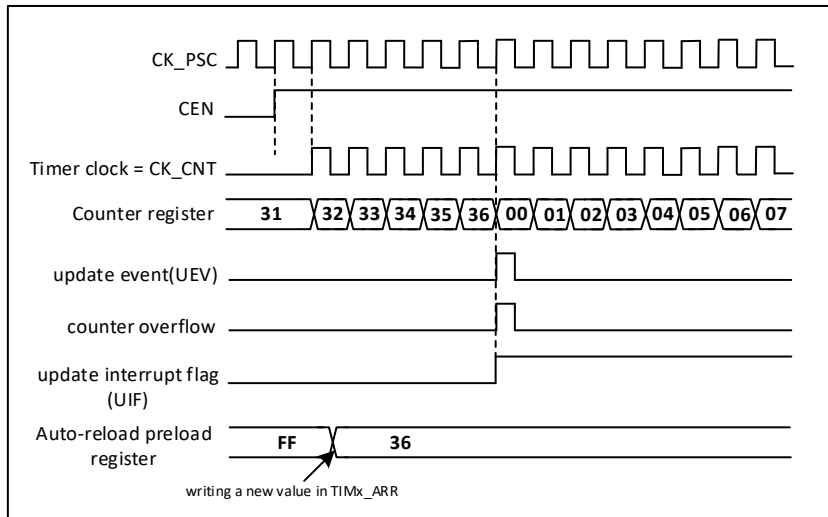 CK_PSC
CEN
Timer clock = CK_CNT
Counter register
31 32 33 34 35 36 00 01 02 03 04 05 06 07
update event(UEV)
counter overflow
update interrupt flag
(UIF)
Auto-reload preload
register
FF 36
writing a new value in TIMx_ARR